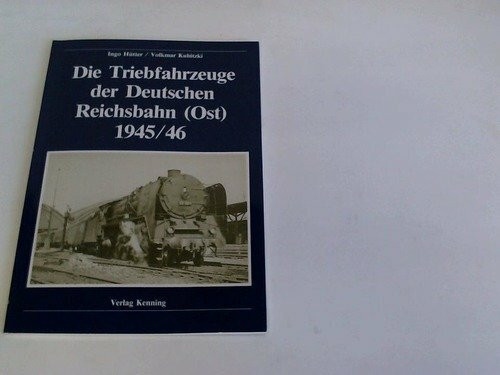 Ingo Hütter / Volkmar Kubitzki
Die Triebfahrzeuge
der Deutschen
Reichsbahn (Ost)
1945/46
Verlag Kenning